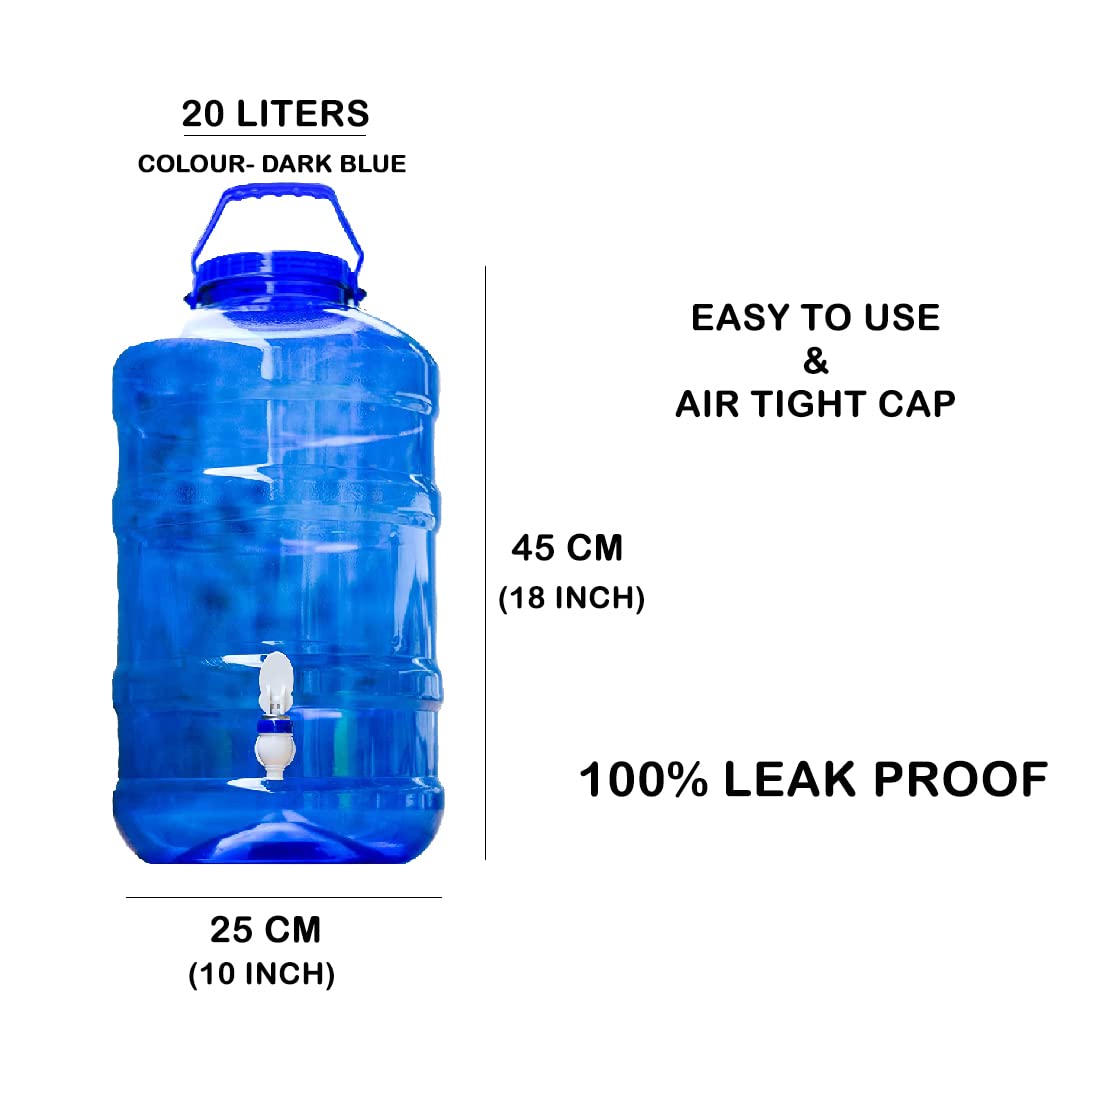 20 LITERS
COLOUR- DARK BLUE
EASY TO USE
&
AIR TIGHT CAP
45 CM
(18 INCH)
100% LEAK PROOF
25 CM
(10 INCH)